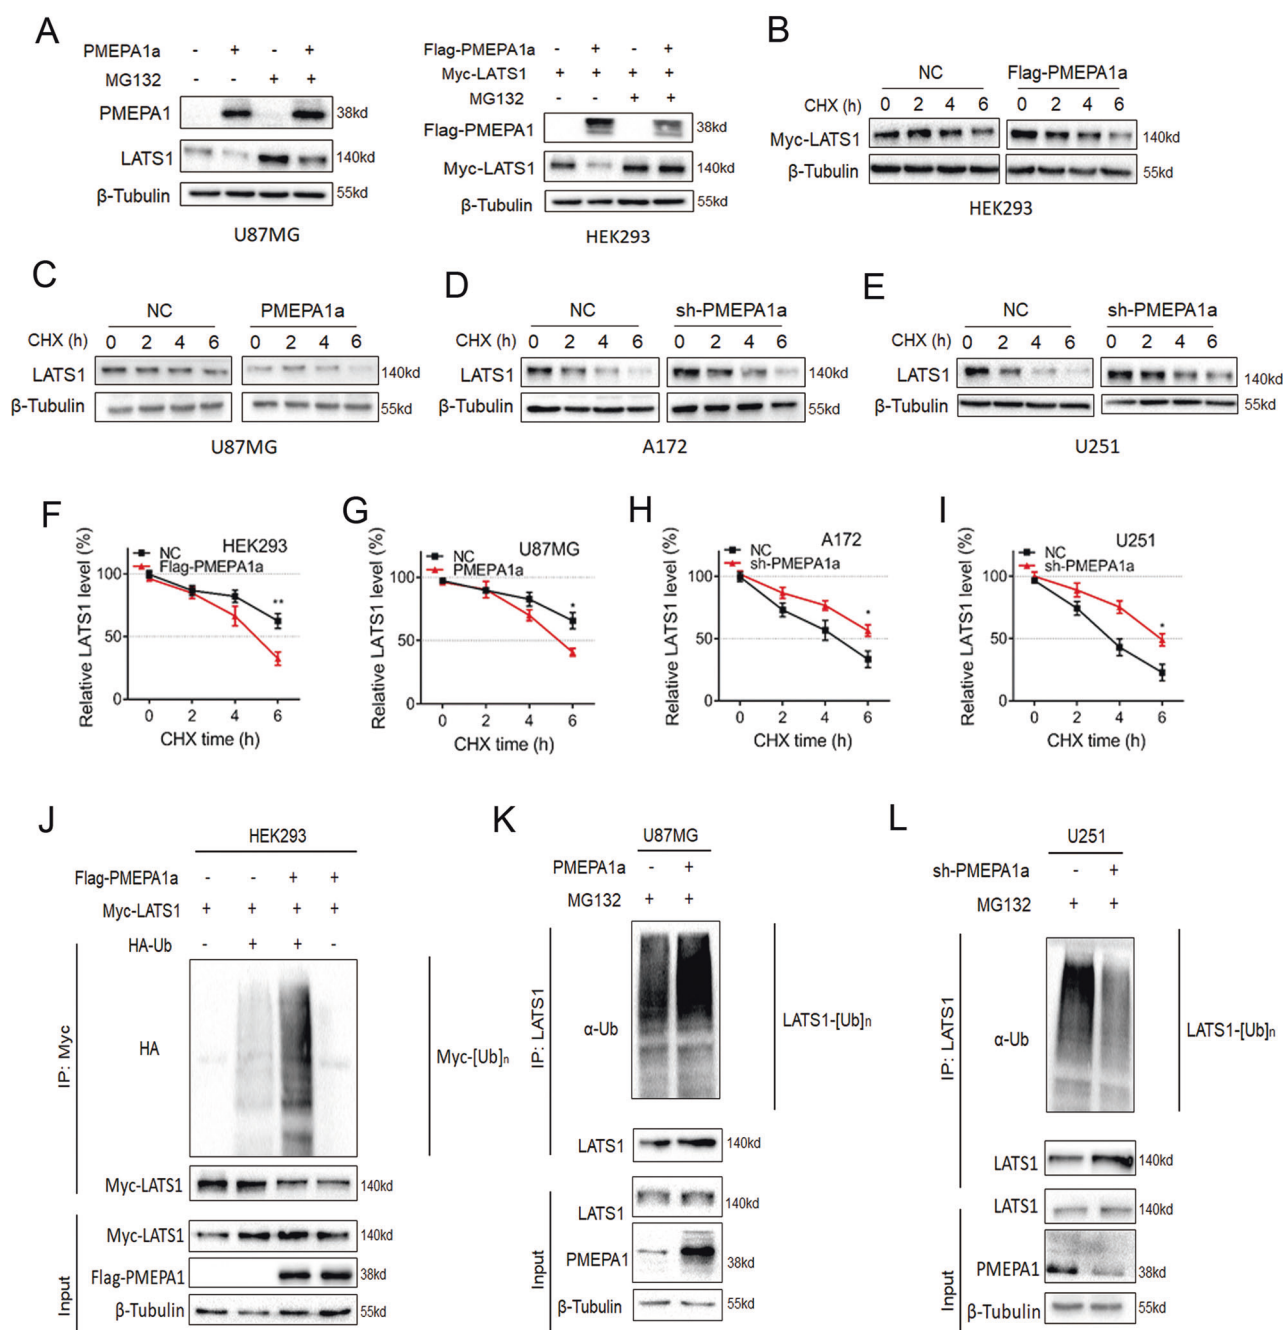 A
PMEPA1a - + - +
MG132 - - + +
PMEPA1 38kd
LATS1 140kd
β-Tubulin 55kd
U87MG
Flag-PMEPA1a - + - +
Myc-LATS1 + + + +
MG132 - - + +
Flag-PMEPA1 38kd
Myc-LATS1 140kd
β-Tubulin 55kd
HEK293
B
NC Flag-PMEPA1a
CHX (h) 0 2 4 6 0 2 4 6
Myc-LATS1 140kd
β-Tubulin 55kd
HEK293
C
NC PMEPA1a
CHX (h) 0 2 4 6 0 2 4 6
LATS1 140kd
β-Tubulin 55kd
U87MG
D
NC sh-PMEPA1a
CHX (h) 0 2 4 6 0 2 4 6
LATS1 140kd
β-Tubulin 55kd
A172
E
NC sh-PMEPA1a
CHX (h) 0 2 4 6 0 2 4 6
LATS1 140kd
β-Tubulin 55kd
U251
F
HEK293
NC
Flag-PMEPA1a
Relative LATS1 level (%)
100
50
0
**
0 2 4 6
CHX time (h)
G
U87MG
NC
PMEPA1a
Relative LATS1 level (%)
100
50
0
*
0 2 4 6
CHX time (h)
H
A172
NC
sh-PMEPA1a
Relative LATS1 level (%)
100
50
0
*
0 2 4 6
CHX time (h)
I
U251
NC
sh-PMEPA1a
Relative LATS1 level (%)
100
50
0
*
0 2 4 6
CHX time (h)
J
HEK293
Flag-PMEPA1a - - + +
Myc-LATS1 + + + +
HA-Ub - + + -
IP: Myc
HA
Myc-[Ub]n
Myc-LATS1 140kd
Input
Myc-LATS1 140kd
Flag-PMEPA1 38kd
β-Tubulin 55kd
K
U87MG
PMEPA1a - +
MG132 + +
IP: LATS1
α-Ub
LATS1-[Ub]n
LATS1 140kd
Input
LATS1 140kd
PMEPA1 38kd
β-Tubulin 55kd
L
U251
sh-PMEPA1a - +
MG132 + +
IP: LATS1
α-Ub
LATS1-[Ub]n
LATS1 140kd
Input
LATS1 140kd
PMEPA1 38kd
β-Tubulin 55kd